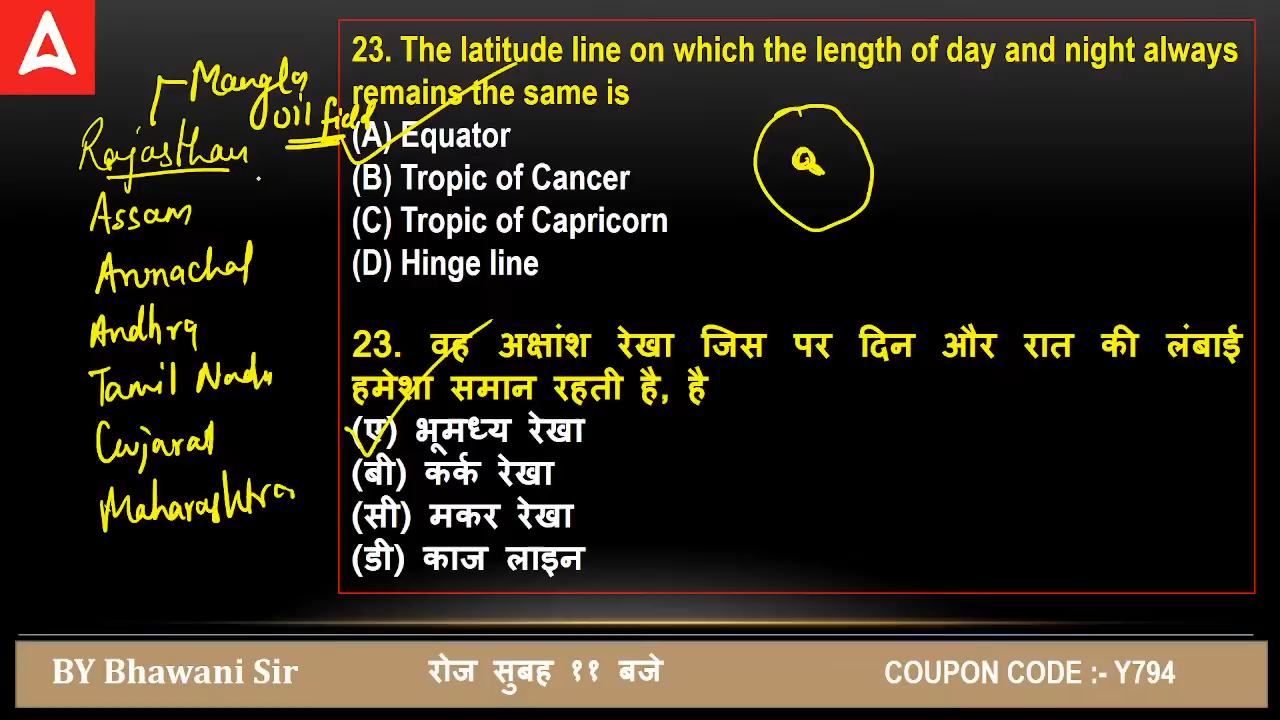 23. The latitude line on which the length of day and night always
remains the same is
(A) Equator
(B) Tropic of Cancer
(C) Tropic of Capricorn
(D) Hinge line
23. वह अक्षांश रेखा जिस पर दिन और रात की लंबाई
हमेशा समान रहती है, है
(ए) भूमध्य रेखा
(बी) कर्क रेखा
(सी) मकर रेखा
(डी) काज लाइन
Mangla
oil field
Rajasthan
Assam
Arunachal
Andhra
Tamil Nadu
Gujarat
Maharashtra
BY Bhawani Sir
रोज सुबह ११ बजे
COUPON CODE :- Y794